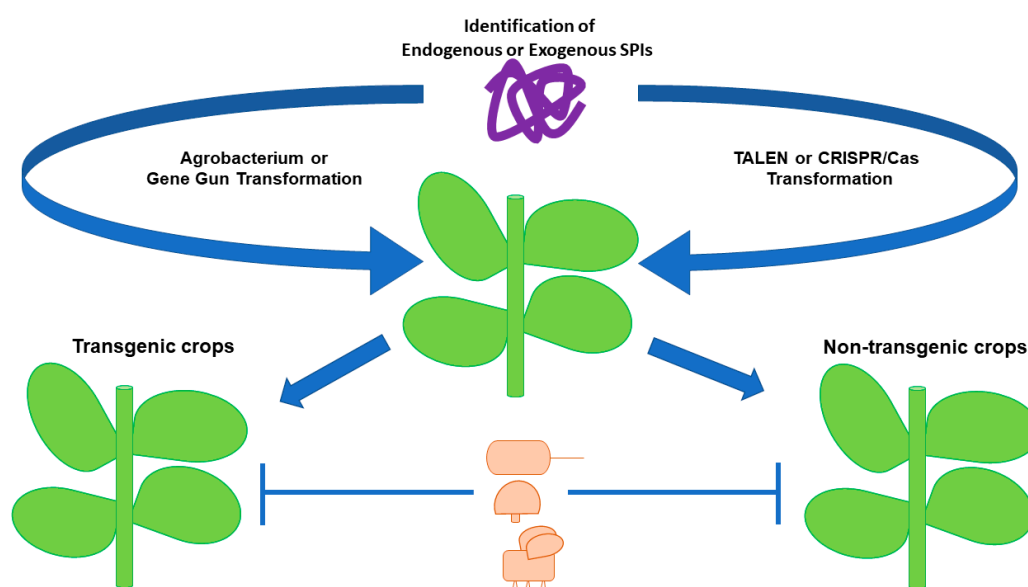 Identification of
Endogenous or Exogenous SPIs
Agrobacterium or
Gene Gun Transformation
TALEN or CRISPR/Cas
Transformation
Transgenic crops
Non-transgenic crops